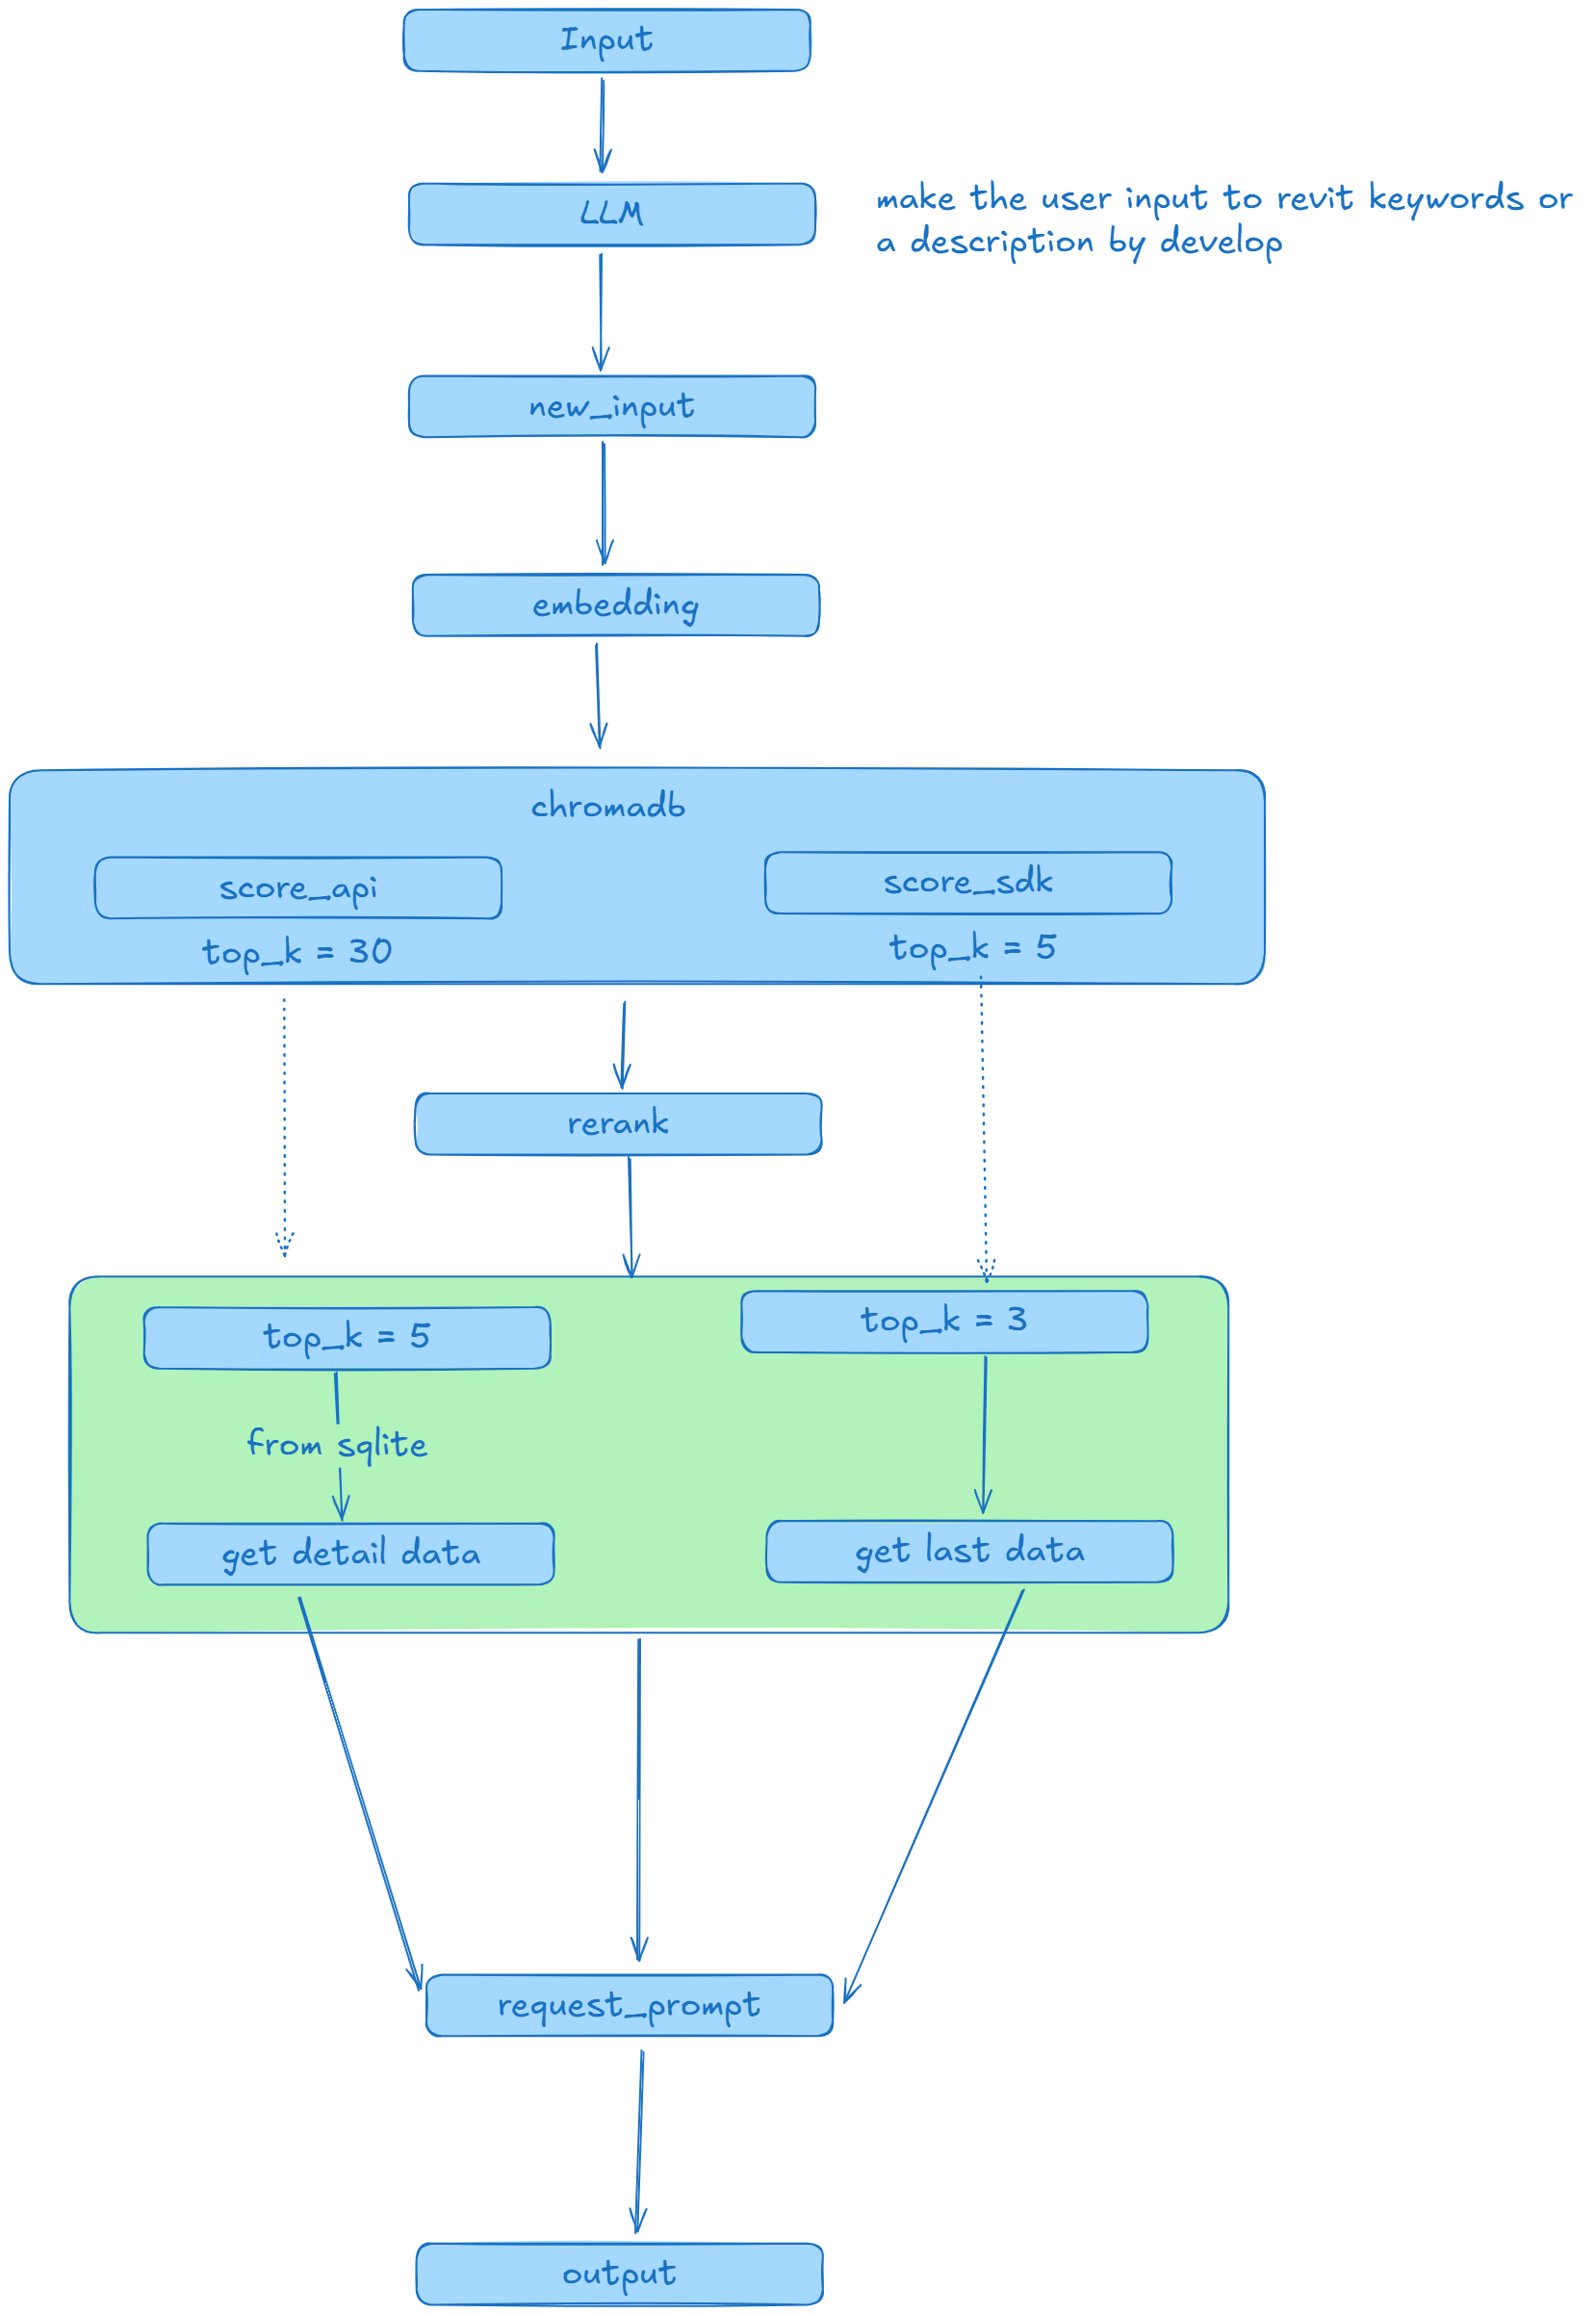 Input
LLM
make the user input to revit keywords or
a description by develop
new_input
embedding
chromadb
score_api
score_sdk
top_k = 30
top_k = 5
rerank
top_k = 5
top_k = 3
from sqlite
get detail data
get last data
request_prompt
output